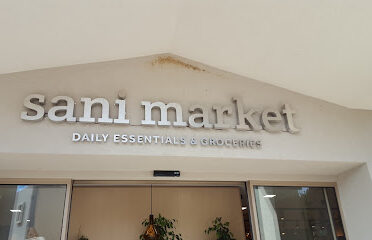 sani market
DAILY ESSENTIALS & GROCERIES